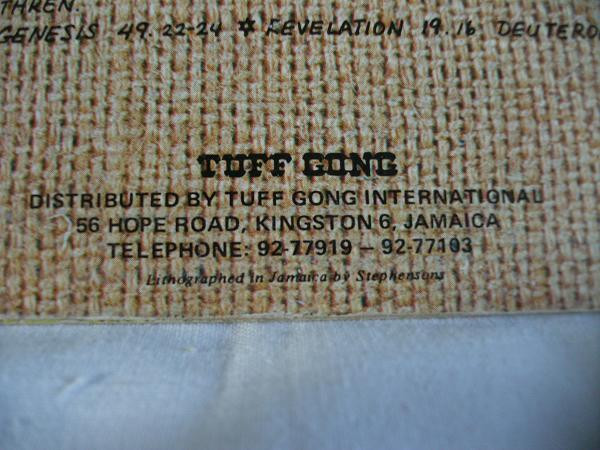 THREN.
GENESIS 49.22-24 * REVELATION 19.16 DEUTERO
TUFF GONG
DISTRIBUTED BY TUFF GONG INTERNATIONAL
56 HOPE ROAD, KINGSTON 6, JAMAICA
TELEPHONE: 92-77919 – 92-77103
Lithographed in Jamaica by Stephensons